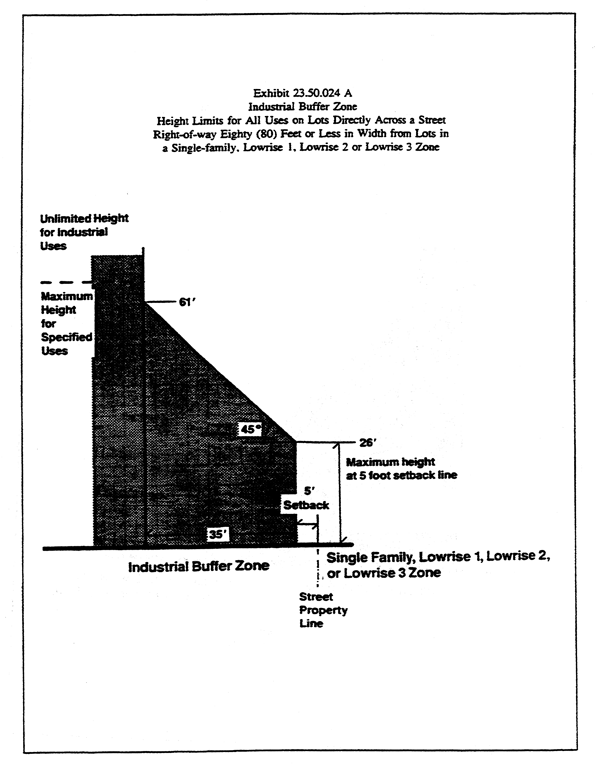 Exhibit 23.50.024 A
Industrial Buffer Zone
Height Limits for All Uses on Lots Directly Across a Street
Right-of-way Eighty (80) Feet or Less in Width from Lots in
a Single-family, Lowrise 1, Lowrise 2 or Lowrise 3 Zone
Unlimited Height
for Industrial
Uses
Maximum
Height
for
Specified
Uses
61'
45°
26'
Maximum height
at 5 foot setback line
5'
Setback
35'
Industrial Buffer Zone
Single Family, Lowrise 1, Lowrise 2,
or Lowrise 3 Zone
Street
Property
Line